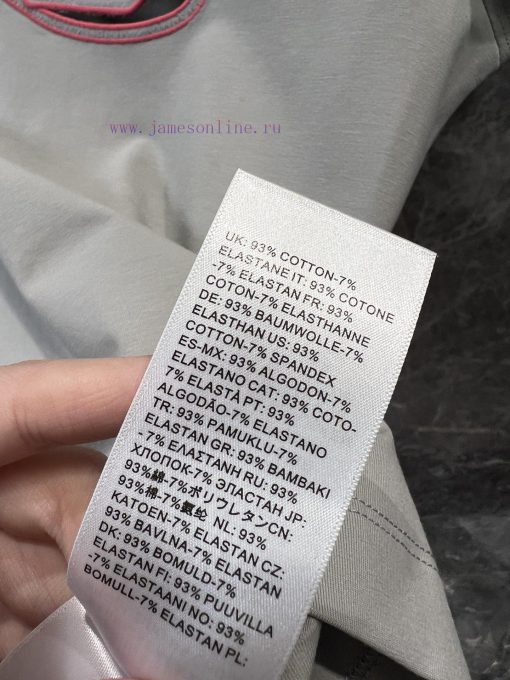 www.jamesonline.ru
UK: 93% COTTON-7%
ELASTANE IT: 93% COTONE
-7% ELASTAN FR: 93%
COTON-7% ELASTHANNE
DE: 93% BAUMWOLLE-7%
ELASTHAN US: 93%
COTTON-7% SPANDEX
ES-MX: 93% ALGODON-7%
ELASTANO CAT: 93% COTO-
7% ELASTÀ PT: 93%
ALGODÃO-7% ELASTANO
TR: 93% PAMUKLU-7%
ELASTAN GR: 93% BAMBAKI
-7% ΕΛΑΣΤΑΝΗ RU: 93%
ХЛОПОК-7% ЭЛАСТАН JP:
93%綿-7%ポリウレタンCN:
93%棉-7%氨纶 NL: 93%
KATOEN-7% ELASTAN CZ:
93% BAVLNA-7% ELASTAN
DK: 93% BOMULD-7%
ELASTAN FI: 93% PUUVILLA
-7% ELASTAANI NO: 93%
BOMULL-7% ELASTAN PL: